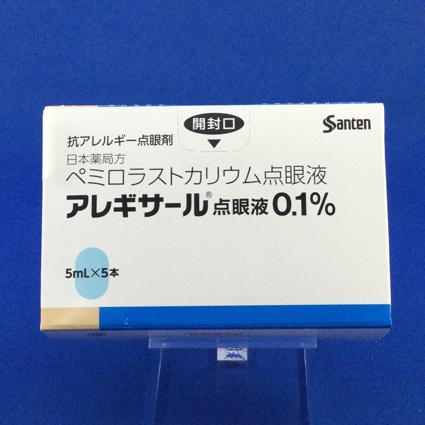 開封口
Santen
抗アレルギー点眼剤
日本薬局方
ペミロラストカリウム点眼液
アレギサール®点眼液 0.1%
5mL×5本